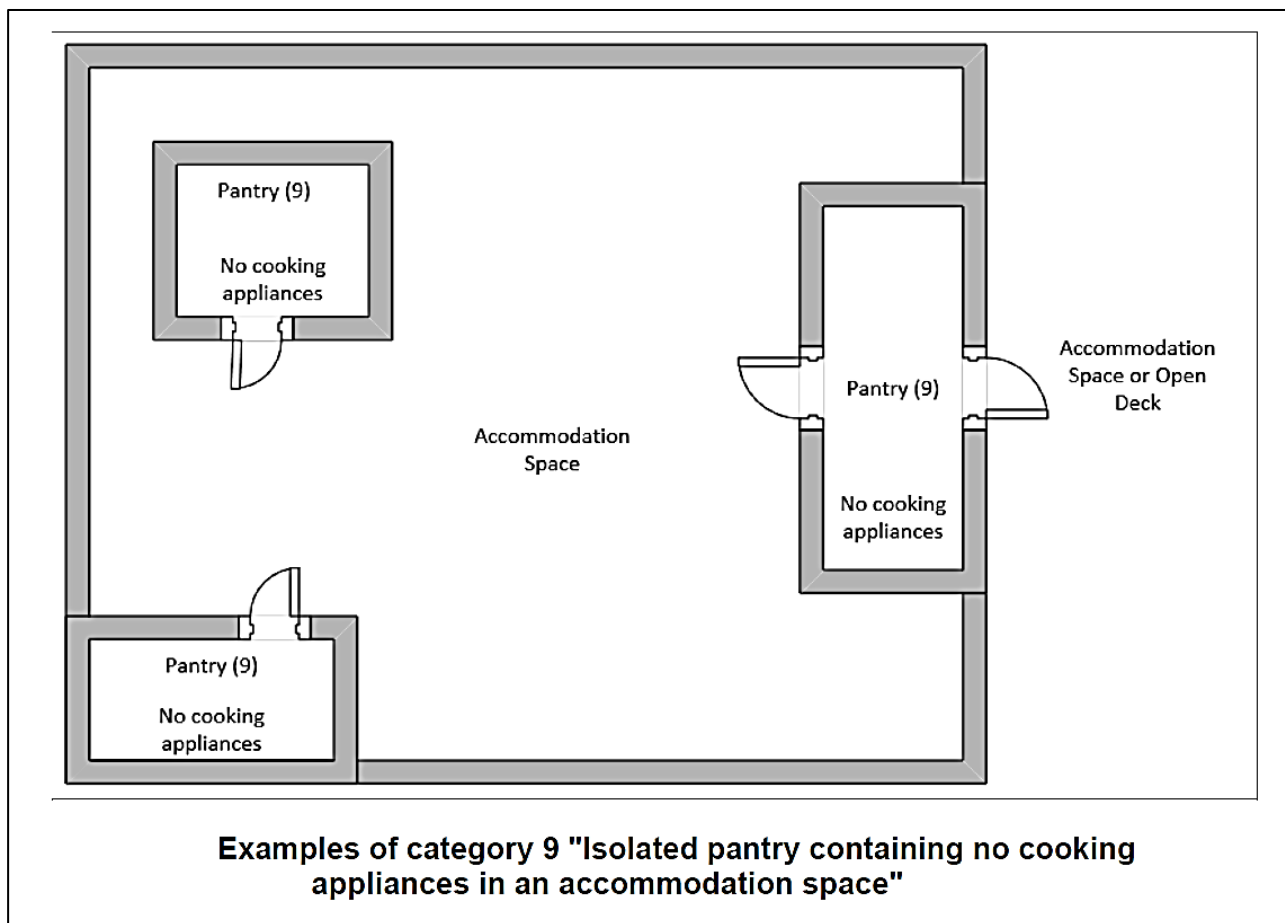 Pantry (9)
No cooking
appliances
Accommodation
Space or Open
Deck
Pantry (9)
Accommodation
Space
No cooking
appliances
Pantry (9)
No cooking
appliances
Examples of category 9 "Isolated pantry containing no cooking
appliances in an accommodation space"